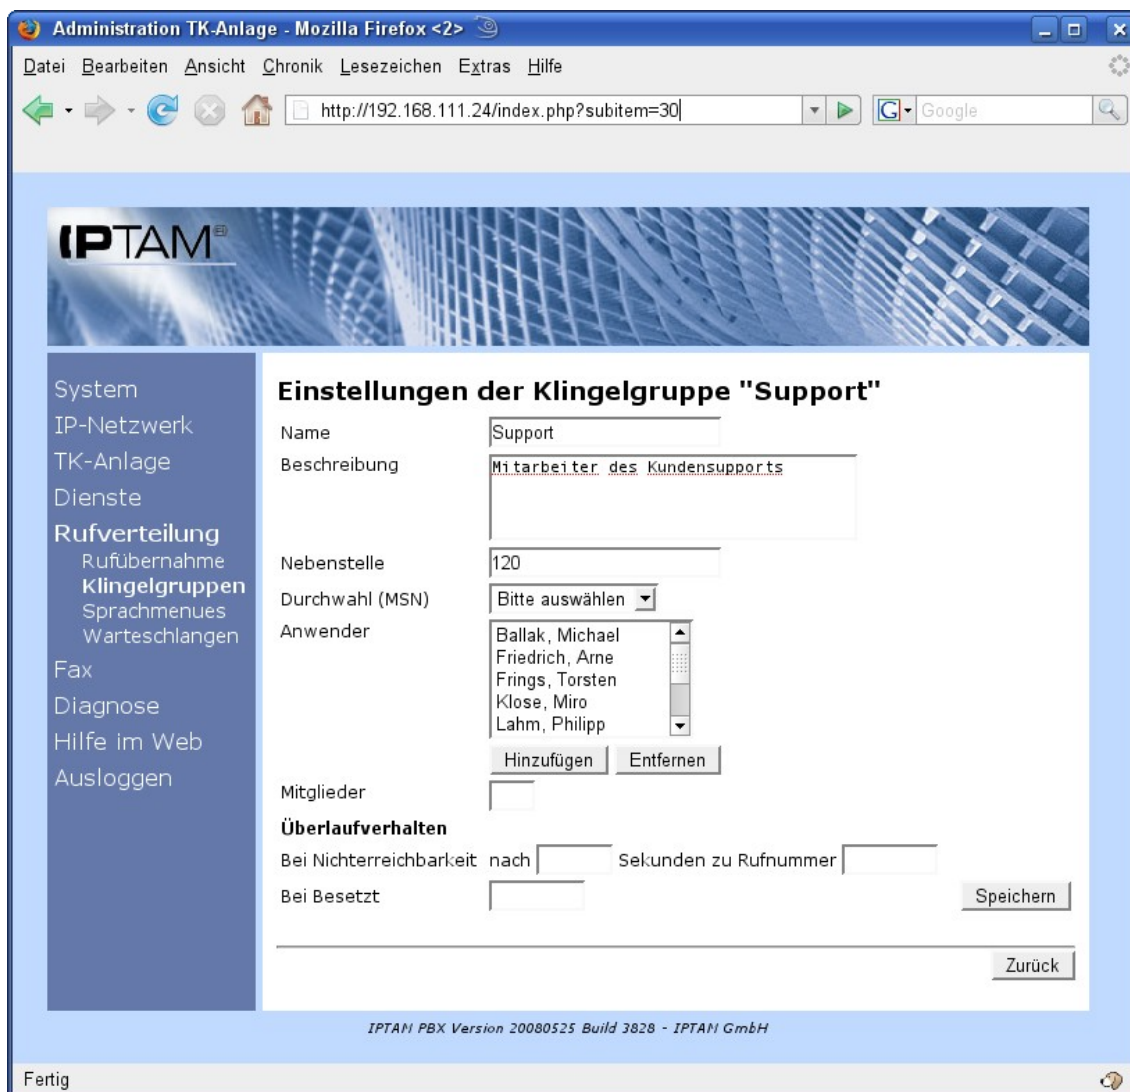 Administration TK-Anlage - Mozilla Firefox <2>
Datei Bearbeiten Ansicht Chronik Lesezeichen Extras Hilfe
http://192.168.111.24/index.php?subitem=30
G Google
IPTAM®
System
IP-Netzwerk
TK-Anlage
Dienste
Rufverteilung
Rufübernahme
Klingelgruppen
Sprachmenues
Warteschlangen
Fax
Diagnose
Hilfe im Web
Ausloggen
Einstellungen der Klingelgruppe "Support"
Name Support
Beschreibung Mitarbeiter des Kundensupports
Nebenstelle 120
Durchwahl (MSN) Bitte auswählen
Anwender Ballak, Michael
Friedrich, Arne
Frings, Torsten
Klose, Miro
Lahm, Philipp
Hinzufügen Entfernen
Mitglieder
Überlaufverhalten
Bei Nichterreichbarkeit nach Sekunden zu Rufnummer
Bei Besetzt Speichern
Zurück
IPTAM PBX Version 20080525 Build 3828 - IPTAM GmbH
Fertig